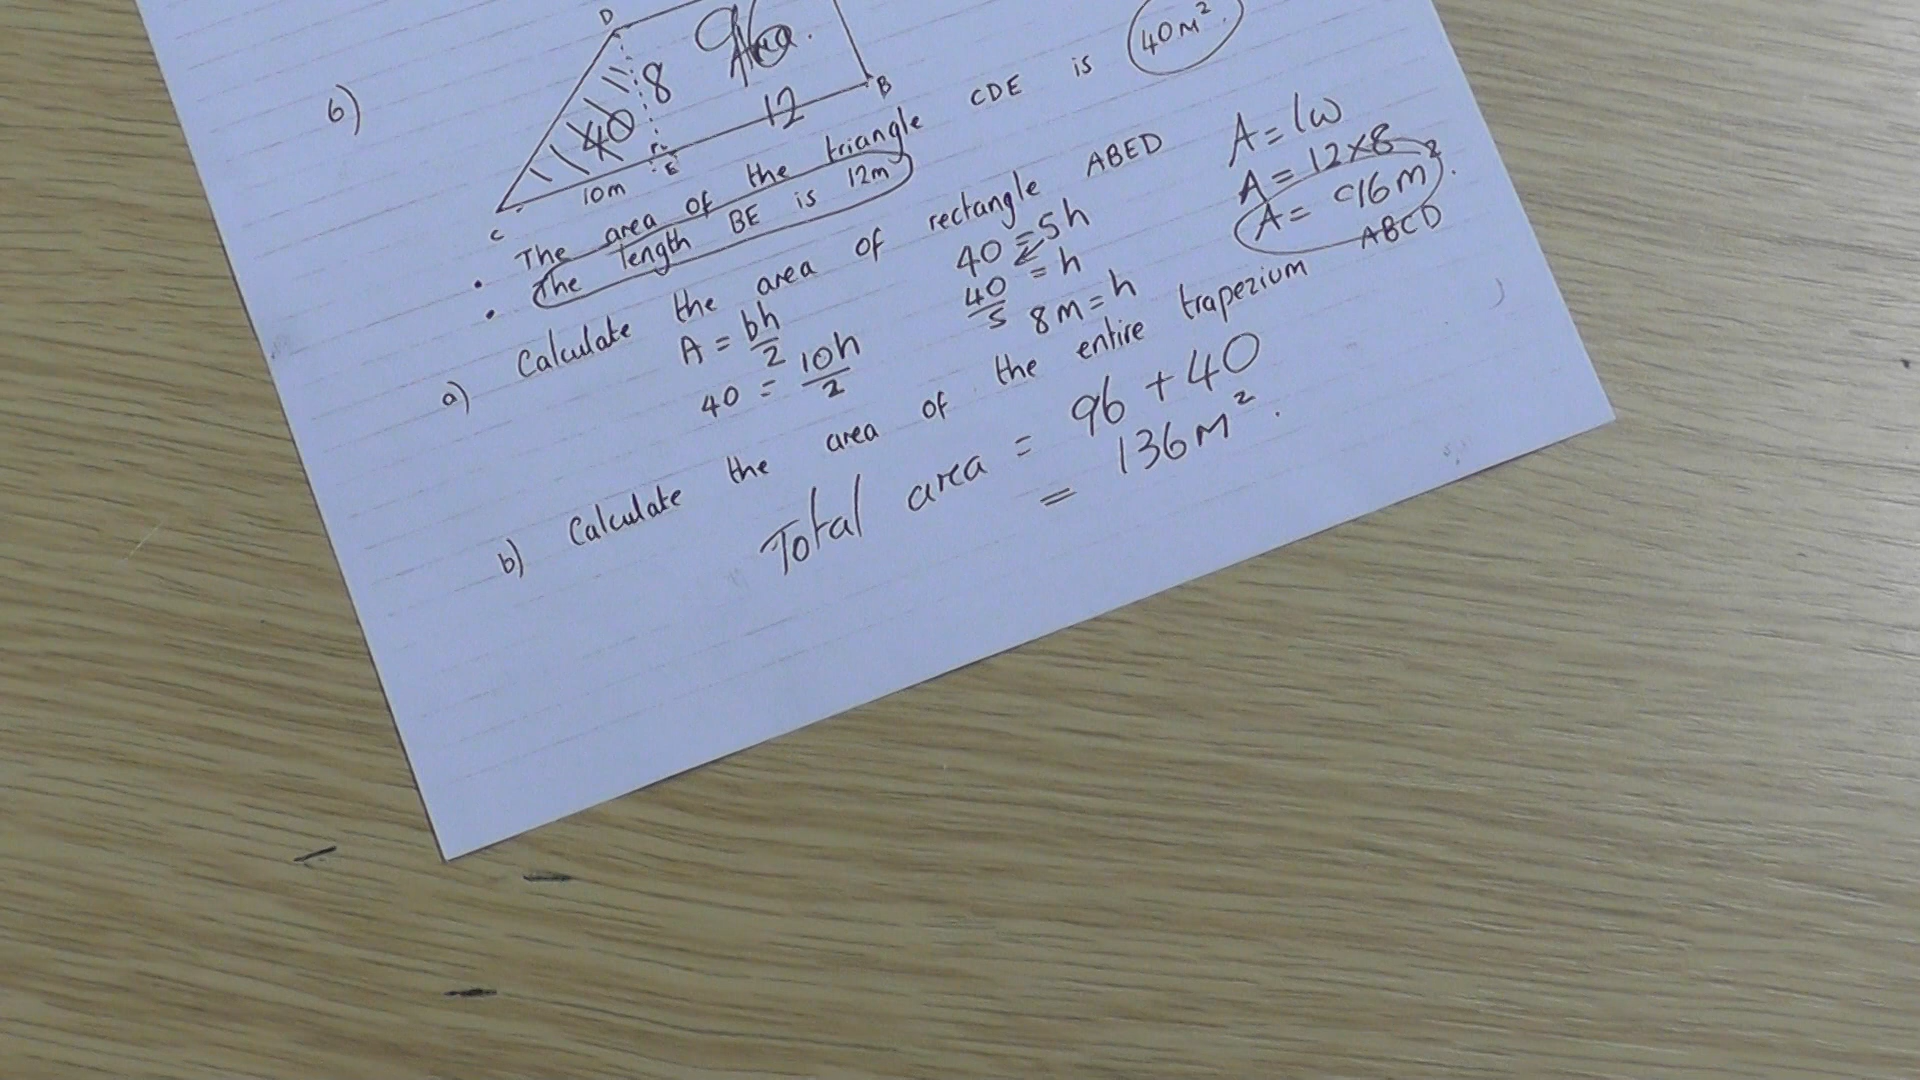 6)
D
96
Area.
8
40
12
B
10m
E
C
• The area of the triangle CDE is 40m².
• The length BE is 12m
a) Calculate the area of rectangle ABED
A = bh/2
40 = 10h/2
40 = 5h
40/5 = h
8m = h
A = lw
A = 12×8
A = 96m².
b) Calculate the area of the entire trapezium ABCD
Total area = 96 + 40
= 136m².